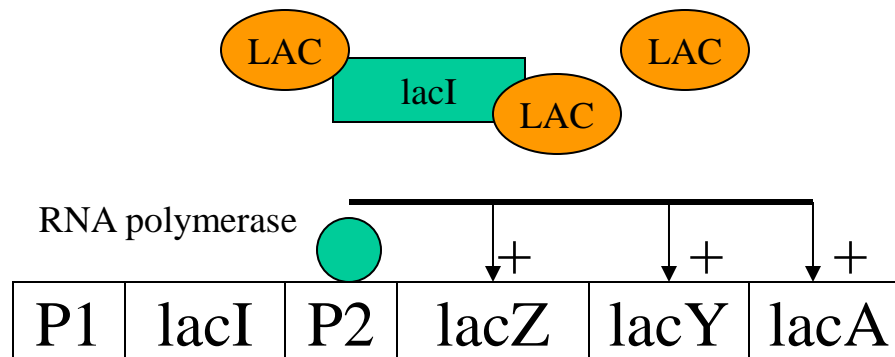 LAC
LAC
lacI
LAC
RNA polymerase
+ + +
P1 lacI P2 lacZ lacY lacA